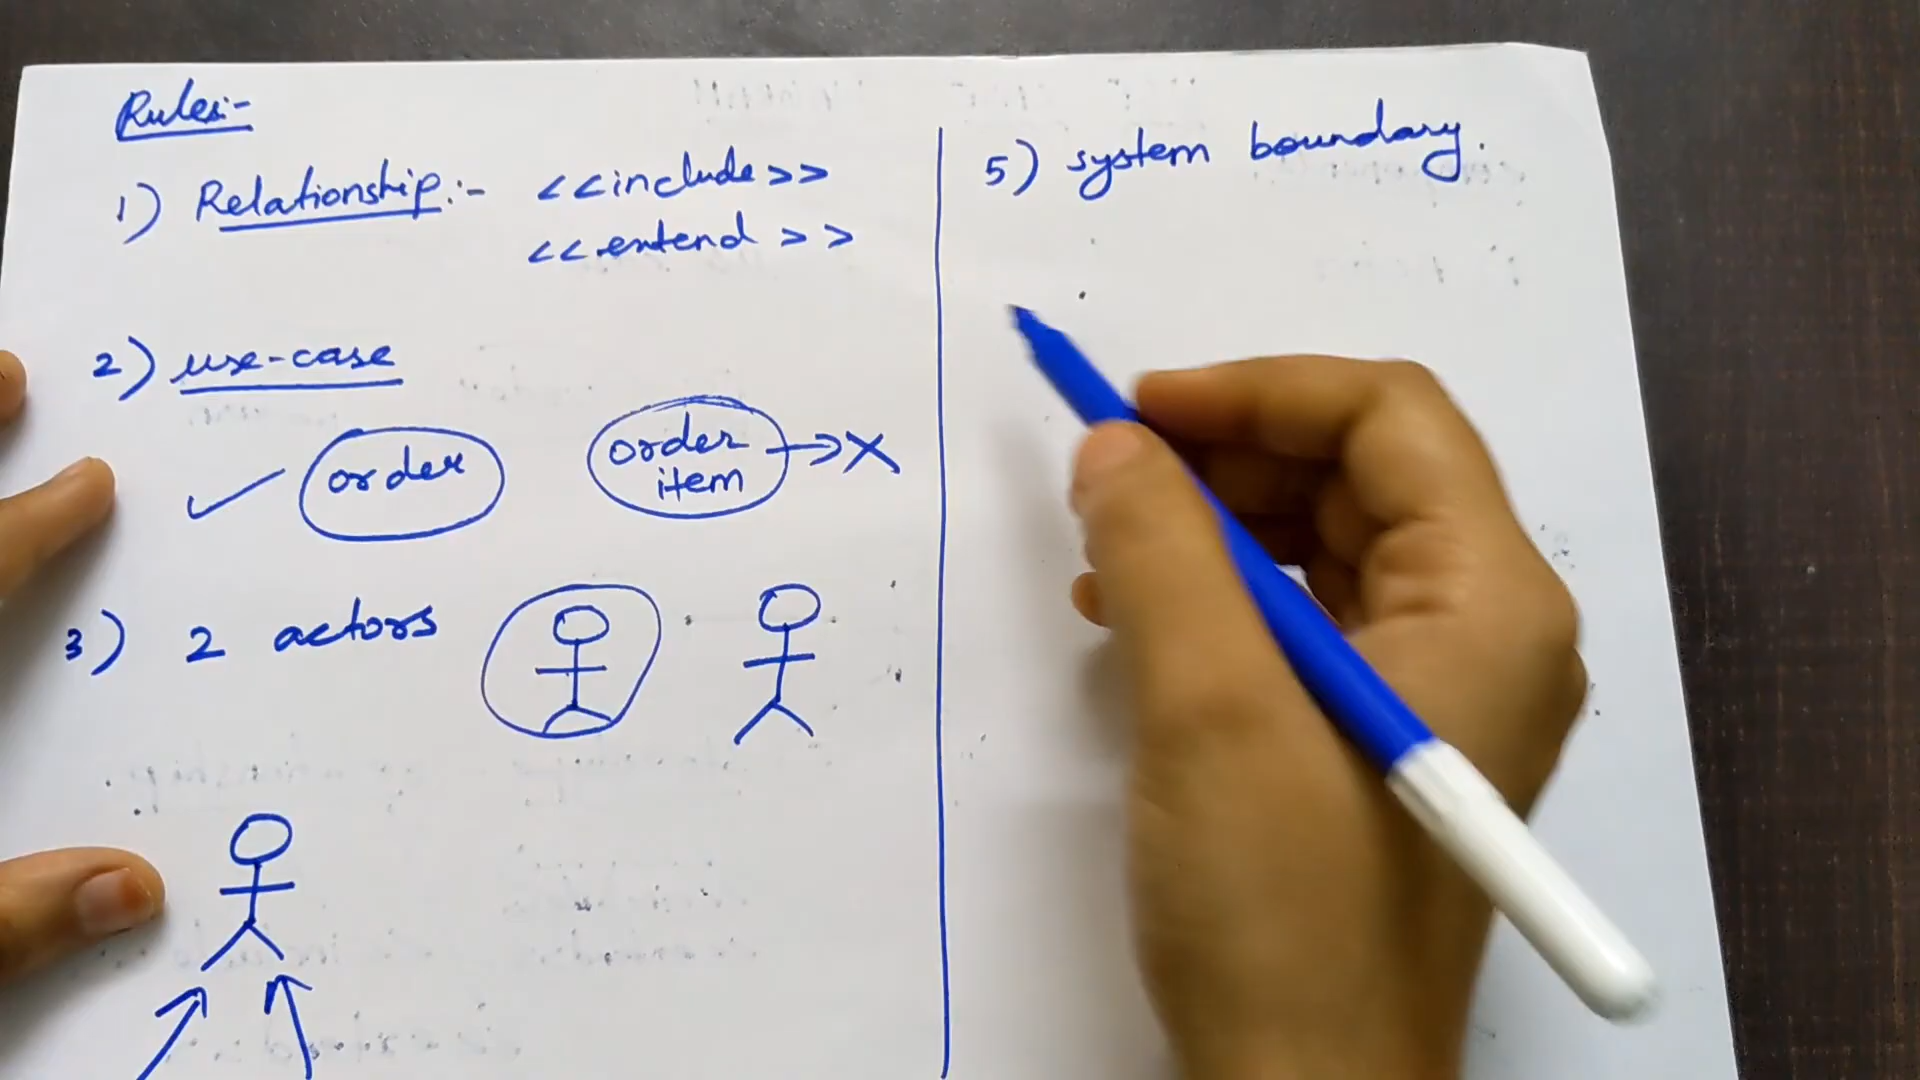 Rules:-
1) Relationship:- <<include>>
<<extend>>
2) use-case
order
order
item
3) 2 actors
5) system boundary.